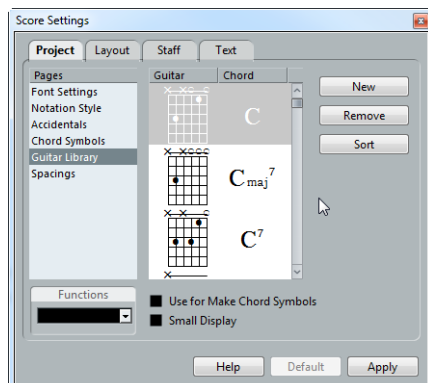 Score Settings
Project Layout Staff Text
Pages
Font Settings
Notation Style
Accidentals
Chord Symbols
Guitar Library
Spacings
Functions
Guitar Chord
C
Cmaj7
C7
Use for Make Chord Symbols
Small Display
New
Remove
Sort
Help Default Apply